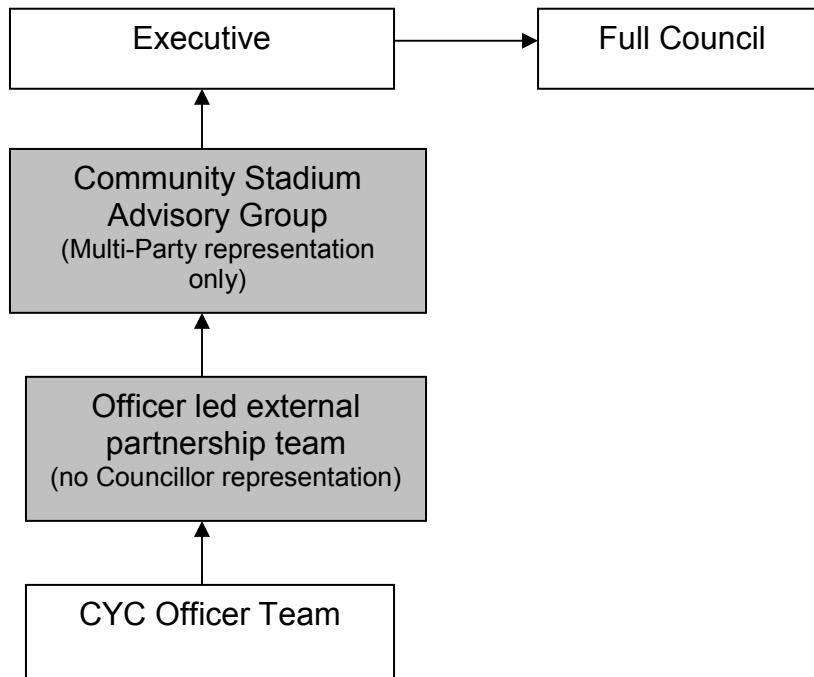 Executive
Full Council
Community Stadium
Advisory Group
(Multi-Party representation
only)
Officer led external
partnership team
(no Councillor representation)
CYC Officer Team